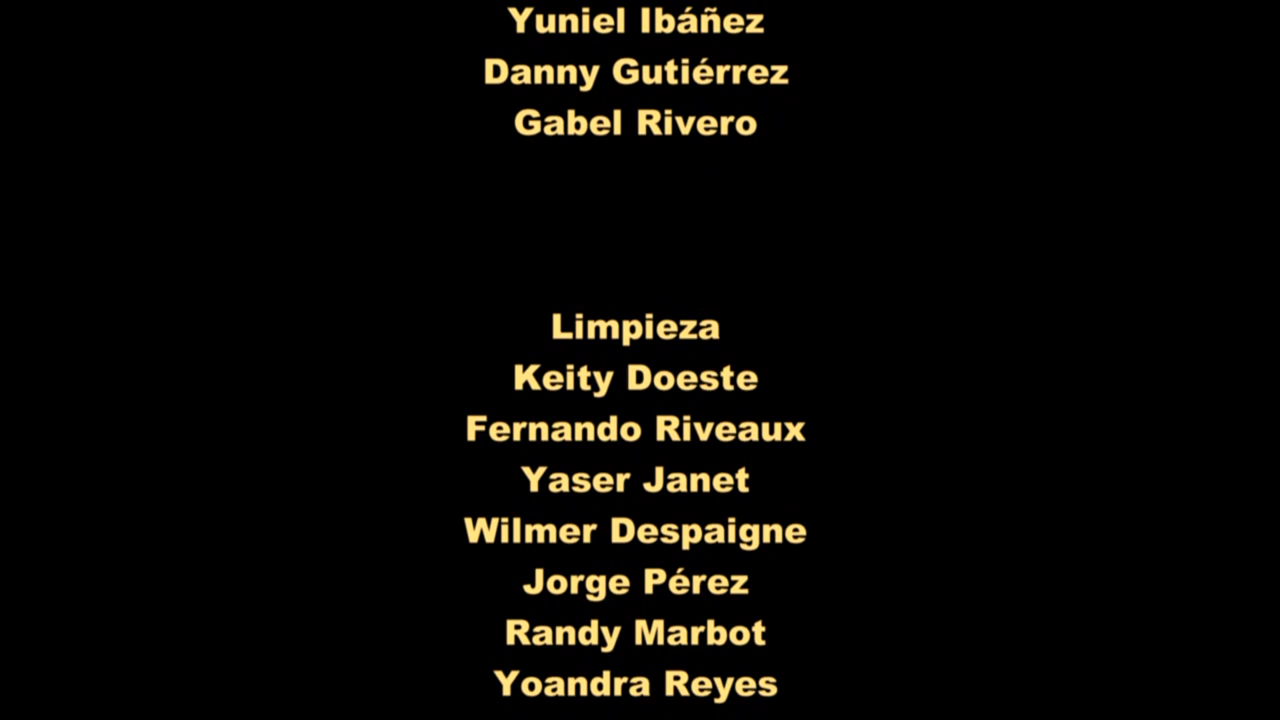 Yuniel Ibáñez
Danny Gutiérrez
Gabel Rivero
Limpieza
Keity Doeste
Fernando Riveaux
Yaser Janet
Wilmer Despaigne
Jorge Pérez
Randy Marbot
Yoandra Reyes